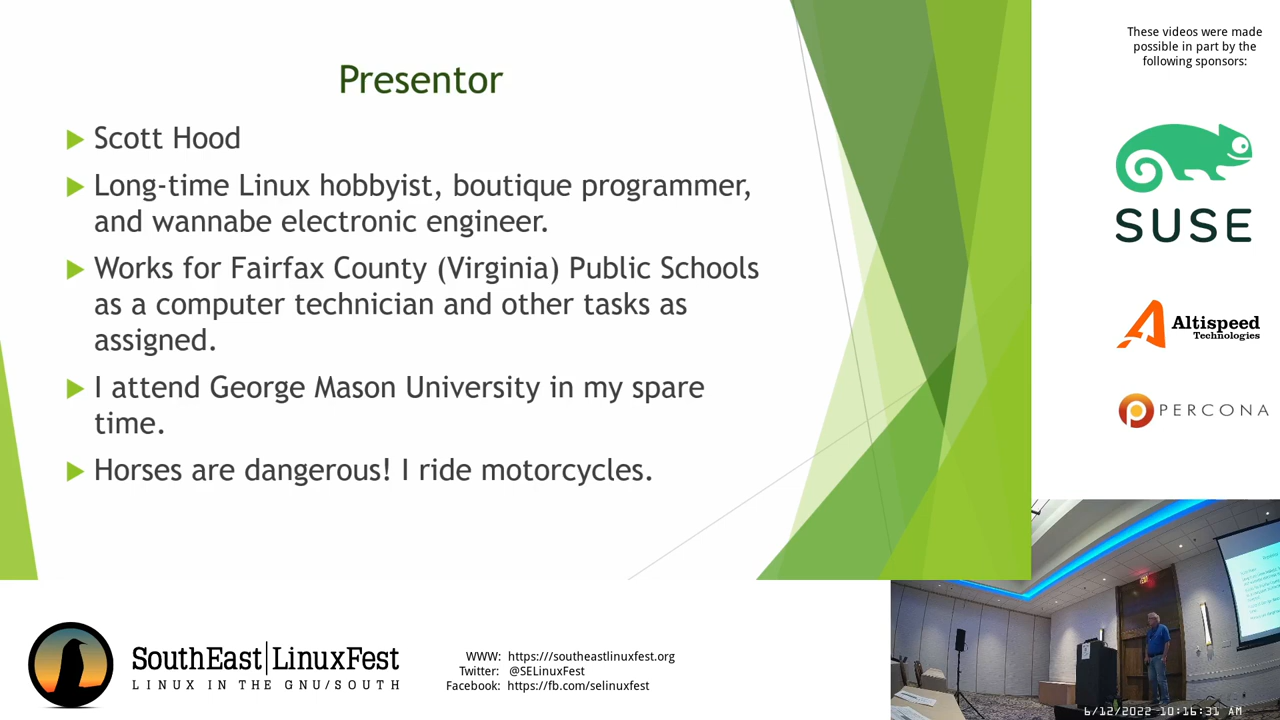 Presentor
Scott Hood
Long-time Linux hobbyist, boutique programmer,
and wannabe electronic engineer.
Works for Fairfax County (Virginia) Public Schools
as a computer technician and other tasks as
assigned.
I attend George Mason University in my spare
time.
Horses are dangerous! I ride motorcycles.
These videos were made
possible in part by the
following sponsors:
SUSE
Altispeed
Technologies
PERCONA
SouthEast|LinuxFest
LINUX IN THE GNU/SOUTH
WWW: https:///southeastlinuxfest.org
Twitter: @SELinuxFest
Facebook: https://fb.com/selinuxfest
6/12/2022 10:16:31 AM